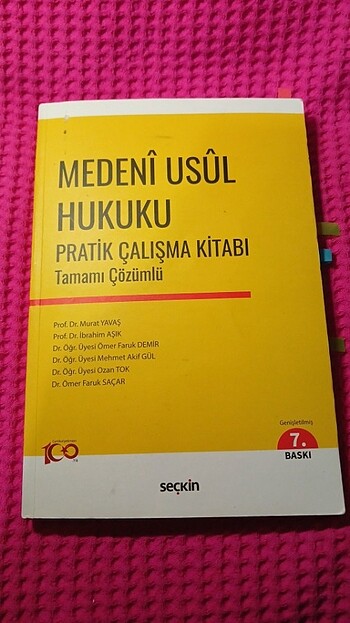 MEDENÎ USÛL
HUKUKU
PRATİK ÇALIŞMA KİTABI
Tamamı Çözümlü
Prof. Dr. Murat YAVAŞ
Prof. Dr. İbrahim AŞIK
Dr. Öğr. Üyesi Ömer Faruk DEMİR
Dr. Öğr. Üyesi Mehmet Akif GÜL
Dr. Öğr. Üyesi Ozan TOK
Dr. Ömer Faruk SAÇAR
Genişletilmiş
7.
BASKI
100
seçkin